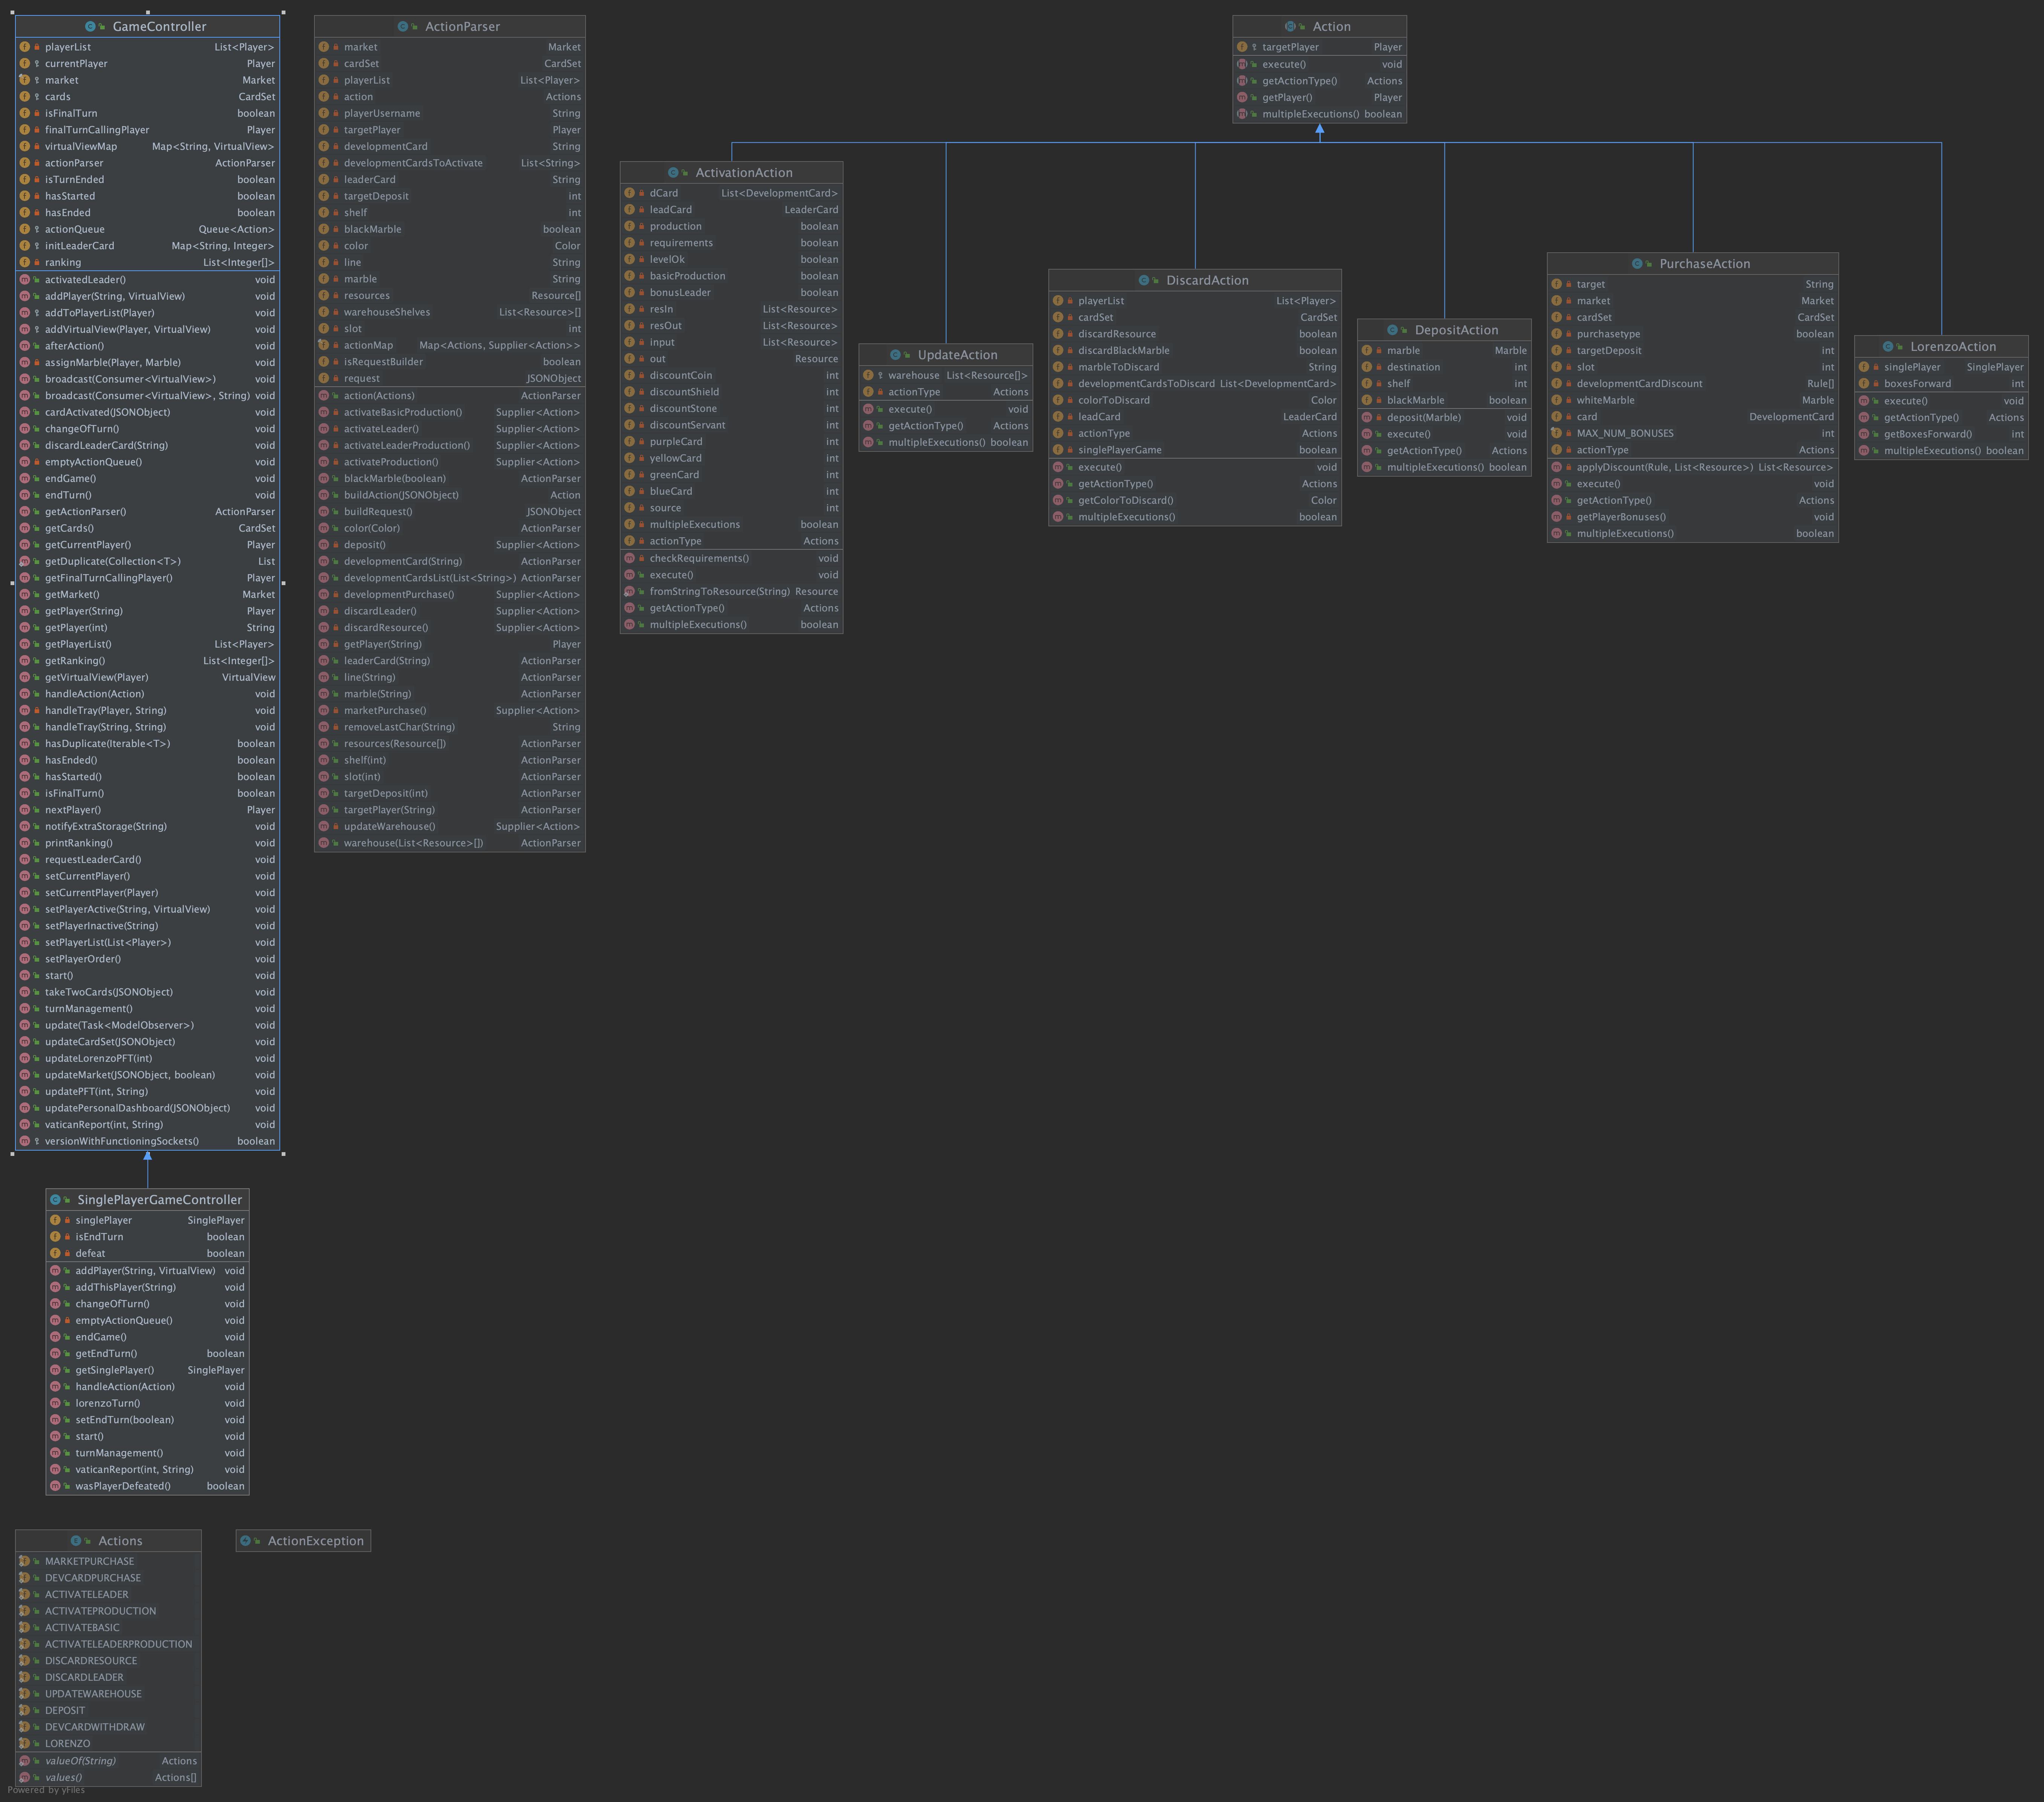 GameController
playerList List<Player>
currentPlayer Player
market Market
cards CardSet
isFinalTurn boolean
finalTurnCallingPlayer Player
virtualViewMap Map<String, VirtualView>
actionParser ActionParser
isTurnEnded boolean
hasStarted boolean
hasEnded boolean
actionQueue Queue<Action>
initLeaderCard Map<String, Integer>
ranking List<Integer[]>
activatedLeader() void
addPlayer(String, VirtualView) void
addToPlayerList(Player) void
addVirtualView(Player, VirtualView) void
afterAction() void
assignMarble(Player, Marble) void
broadcast(Consumer<VirtualView>) void
broadcast(Consumer<VirtualView>, String) void
cardActivated(JSONObject) void
changeOfTurn() void
discardLeaderCard(String) void
emptyActionQueue() void
endGame() void
endTurn() void
getActionParser() ActionParser
getCards() CardSet
getCurrentPlayer() Player
getDuplicate(Collection<T>) List
getFinalTurnCallingPlayer() Player
getMarket() Market
getPlayer(String) Player
getPlayer(int) String
getPlayerList() List<Player>
getRanking() List<Integer[]>
getVirtualView(Player) VirtualView
handleAction(Action) void
handleTray(Player, String) void
handleTray(String, String) void
hasDuplicate(Iterable<T>) boolean
hasEnded() boolean
hasStarted() boolean
isFinalTurn() boolean
nextPlayer() Player
notifyExtraStorage(String) void
printRanking() void
requestLeaderCard() void
setCurrentPlayer() void
setCurrentPlayer(Player) void
setPlayerActive(String, VirtualView) void
setPlayerInactive(String) void
setPlayerList(List<Player>) void
setPlayerOrder() void
start() void
takeTwoCards(JSONObject) void
turnManagement() void
update(Task<ModelObserver>) void
updateCardSet(JSONObject) void
updateLorenzoPFT(int) void
updateMarket(JSONObject, boolean) void
updatePFT(int, String) void
updatePersonalDashboard(JSONObject) void
vaticanReport(int, String) void
versionWithFunctioningSockets() boolean
ActionParser
market Market
cardSet CardSet
playerList List<Player>
action Actions
playerUsername String
targetPlayer Player
developmentCard String
developmentCardsToActivate List<String>
leaderCard String
targetDeposit int
shelf int
blackMarble boolean
color Color
line String
marble String
resources Resource[]
warehouseShelves List<Resource>[]
slot int
actionMap Map<Actions, Supplier<Action>>
isRequestBuilder boolean
request JSONObject
action(Actions) ActionParser
activateBasicProduction() Supplier<Action>
activateLeader() Supplier<Action>
activateLeaderProduction() Supplier<Action>
activateProduction() Supplier<Action>
blackMarble(boolean) ActionParser
buildAction(JSONObject) Action
buildRequest() JSONObject
color(Color) ActionParser
deposit() Supplier<Action>
developmentCard(String) ActionParser
developmentCardsList(List<String>) ActionParser
developmentPurchase() Supplier<Action>
discardLeader() Supplier<Action>
discardResource() Supplier<Action>
getPlayer(String) Player
leaderCard(String) ActionParser
line(String) ActionParser
marble(String) ActionParser
marketPurchase() Supplier<Action>
removeLastChar(String) String
resources(Resource[]) ActionParser
shelf(int) ActionParser
slot(int) ActionParser
targetDeposit(int) ActionParser
targetPlayer(String) ActionParser
updateWarehouse() Supplier<Action>
warehouse(List<Resource>[]) ActionParser
Action
targetPlayer Player
execute() void
getActionType() Actions
getPlayer() Player
multipleExecutions() boolean
ActivationAction
dCard List<DevelopmentCard>
leadCard LeaderCard
production boolean
requirements boolean
levelOk boolean
basicProduction boolean
bonusLeader boolean
resIn List<Resource>
resOut List<Resource>
input List<Resource>
out Resource
discountCoin int
discountShield int
discountStone int
discountServant int
purpleCard int
yellowCard int
greenCard int
blueCard int
source int
multipleExecutions boolean
actionType Actions
checkRequirements() void
execute() void
fromStringToResource(String) Resource
getActionType() Actions
multipleExecutions() boolean
UpdateAction
warehouse List<Resource[]>
actionType Actions
execute() void
getActionType() Actions
multipleExecutions() boolean
DiscardAction
playerList List<Player>
cardSet CardSet
discardResource boolean
discardBlackMarble boolean
marbleToDiscard String
developmentCardsToDiscard List<DevelopmentCard>
colorToDiscard Color
leadCard LeaderCard
actionType Actions
singlePlayerGame boolean
execute() void
getActionType() Actions
getColorToDiscard() Color
multipleExecutions() boolean
DepositAction
marble Marble
destination int
shelf int
blackMarble boolean
deposit(Marble) void
execute() void
getActionType() Actions
multipleExecutions() boolean
PurchaseAction
target String
market Market
cardSet CardSet
purchasetype boolean
targetDeposit int
slot int
developmentCardDiscount Rule[]
whiteMarble Marble
card DevelopmentCard
MAX_NUM_BONUSES int
actionType Actions
applyDiscount(Rule, List<Resource>) List<Resource>
execute() void
getActionType() Actions
getPlayerBonuses() void
multipleExecutions() boolean
LorenzoAction
singlePlayer SinglePlayer
boxesForward int
execute() void
getActionType() Actions
getBoxesForward() int
multipleExecutions() boolean
SinglePlayerGameController
singlePlayer SinglePlayer
isEndTurn boolean
defeat boolean
addPlayer(String, VirtualView) void
addThisPlayer(String) void
changeOfTurn() void
emptyActionQueue() void
endGame() void
getEndTurn() boolean
getSinglePlayer() SinglePlayer
handleAction(Action) void
lorenzoTurn() void
setEndTurn(boolean) void
start() void
turnManagement() void
vaticanReport(int, String) void
wasPlayerDefeated() boolean
Actions
MARKETPURCHASE
DEVCARDPURCHASE
ACTIVATELEADER
ACTIVATEPRODUCTION
ACTIVATEBASIC
ACTIVATELEADERPRODUCTION
DISCARDRESOURCE
DISCARDLEADER
UPDATEWAREHOUSE
DEPOSIT
DEVCARDWITHDRAW
LORENZO
valueOf(String) Actions
values() Actions[]
ActionException
Powered by yFiles